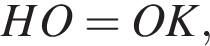 HO = OK,